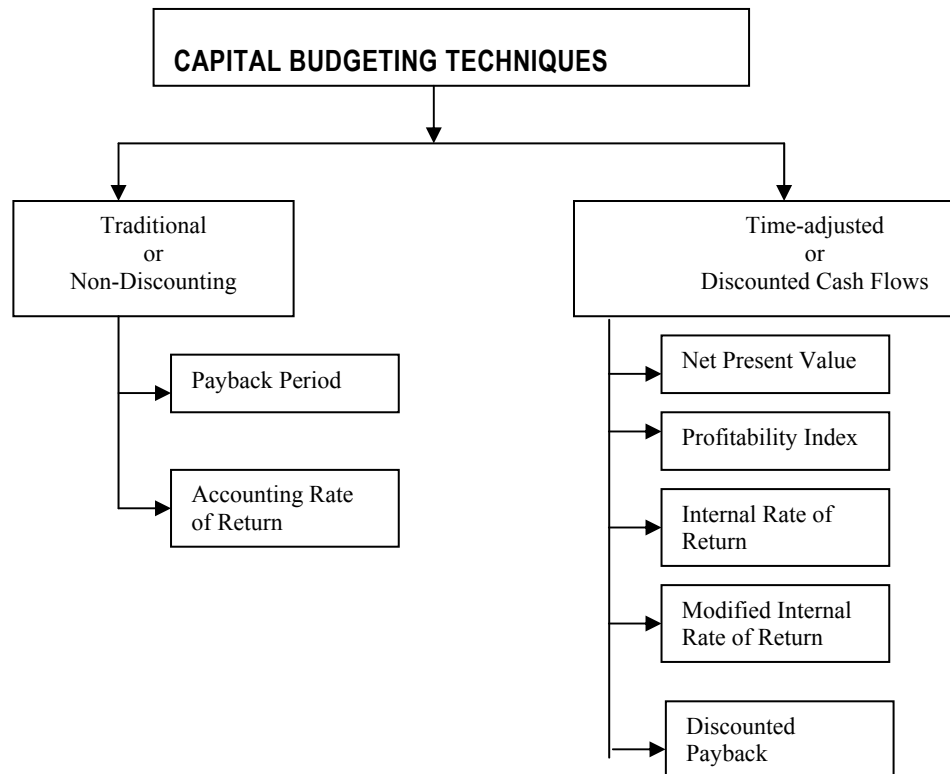 CAPITAL BUDGETING TECHNIQUES
Traditional
or
Non-Discounting
Payback Period
Accounting Rate
of Return
Time-adjusted
or
Discounted Cash Flows
Net Present Value
Profitability Index
Internal Rate of
Return
Modified Internal
Rate of Return
Discounted
Payback